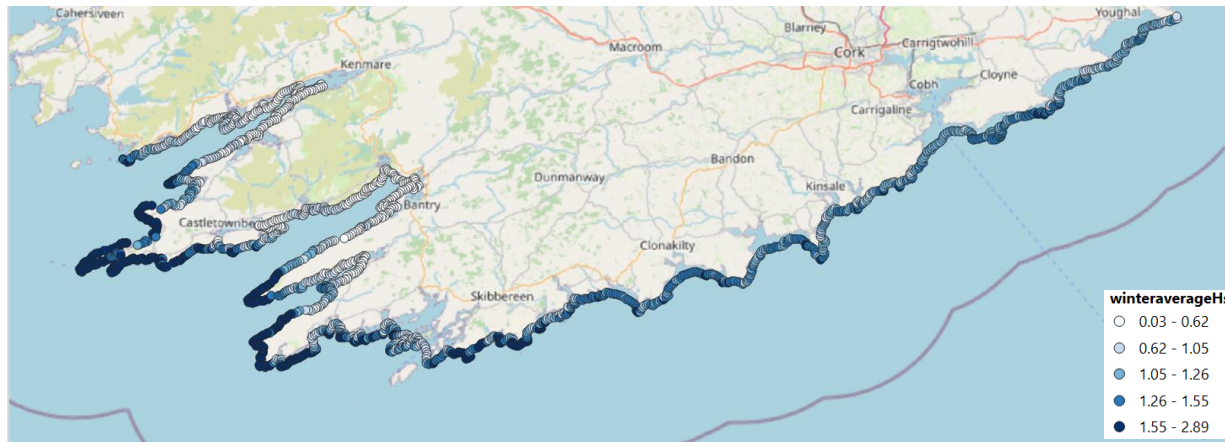 Cahersiveen
Youghal
Blarney
Macroom
Cork
Carrigtwohill
Kenmare
Cloyne
Cobh
Carrigaline
Bandon
Dunmanway
Kinsale
Bantry
Castletownbe
Clonakilty
Skibbereen
winteraverageHs
0.03 - 0.62
0.62 - 1.05
1.05 - 1.26
1.26 - 1.55
1.55 - 2.89